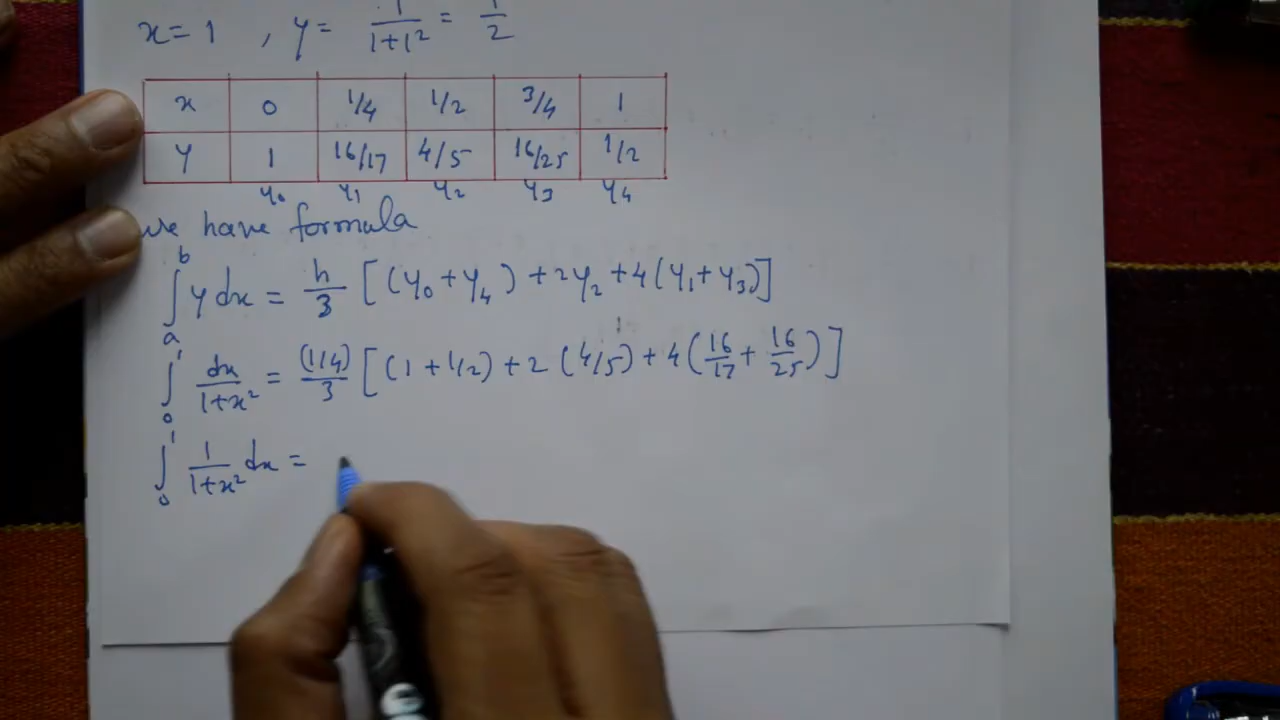 x = 1 , y = 1/(1+1²) = 1/2
x 0 1/4 1/2 3/4 1
y 1 16/17 4/5 16/25 1/2
y₀ y₁ y₂ y₃ y₄
we have formula
∫ₐᵇ y dx = h/3 [(y₀ + y₄) + 2y₂ + 4(y₁ + y₃)]
∫₀¹ dx/(1+x²) = (1/4)/3 [(1 + 1/2) + 2 (4/5) + 4(16/17 + 16/25)]
∫₀¹ 1/(1+x²) dx =